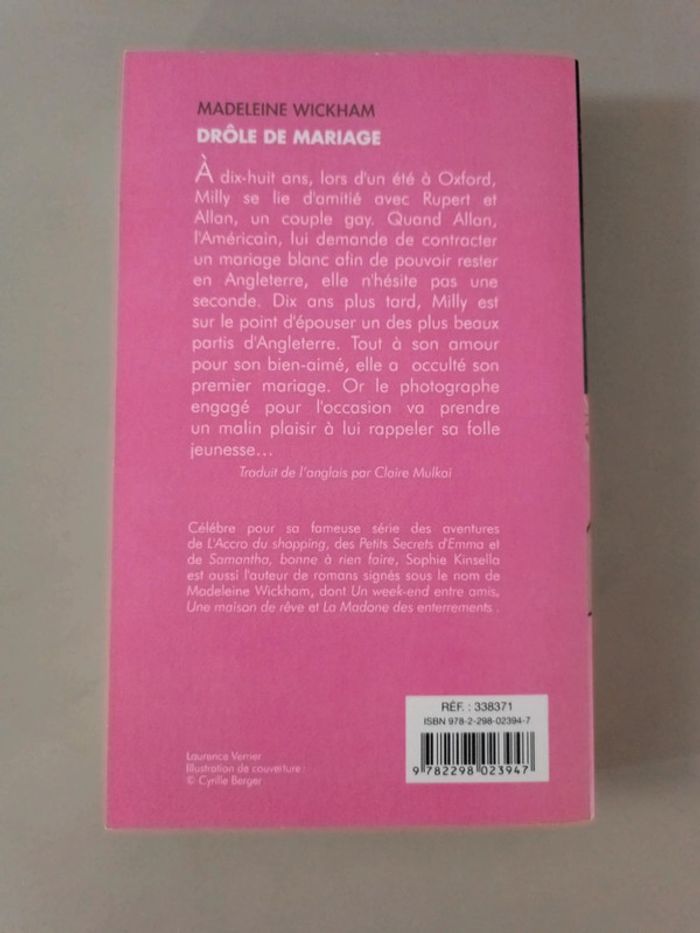 MADELEINE WICKHAM
DRÔLE DE MARIAGE
À dix-huit ans, lors d'un été à Oxford,
Milly se lie d'amitié avec Rupert et
Allan, un couple gay. Quand Allan,
l'Américain, lui demande de contracter
un mariage blanc afin de pouvoir rester
en Angleterre, elle n'hésite pas une
seconde. Dix ans plus tard, Milly est
sur le point d'épouser un des plus beaux
partis d'Angleterre. Tout à son amour
pour son bien-aimé, elle a occulté son
premier mariage. Or le photographe
engagé pour l'occasion va prendre
un malin plaisir à lui rappeler sa folle
jeunesse...
Traduit de l'anglais par Claire Mulkai
Célébre pour sa fameuse série des aventures
de L'Accro du shopping, des Petits Secrets d'Emma et
de Samantha, bonne à rien faire, Sophie Kinsella
est aussi l'auteur de romans signés sous le nom de
Madeleine Wickham, dont Un week-end entre amis,
Une maison de rêve et La Madone des enterrements .
RÉF. : 338371
ISBN 978-2-298-02394-7
9 782298 023947
Laurence Verrier
Illustration de couverture :
© Cyrille Berger